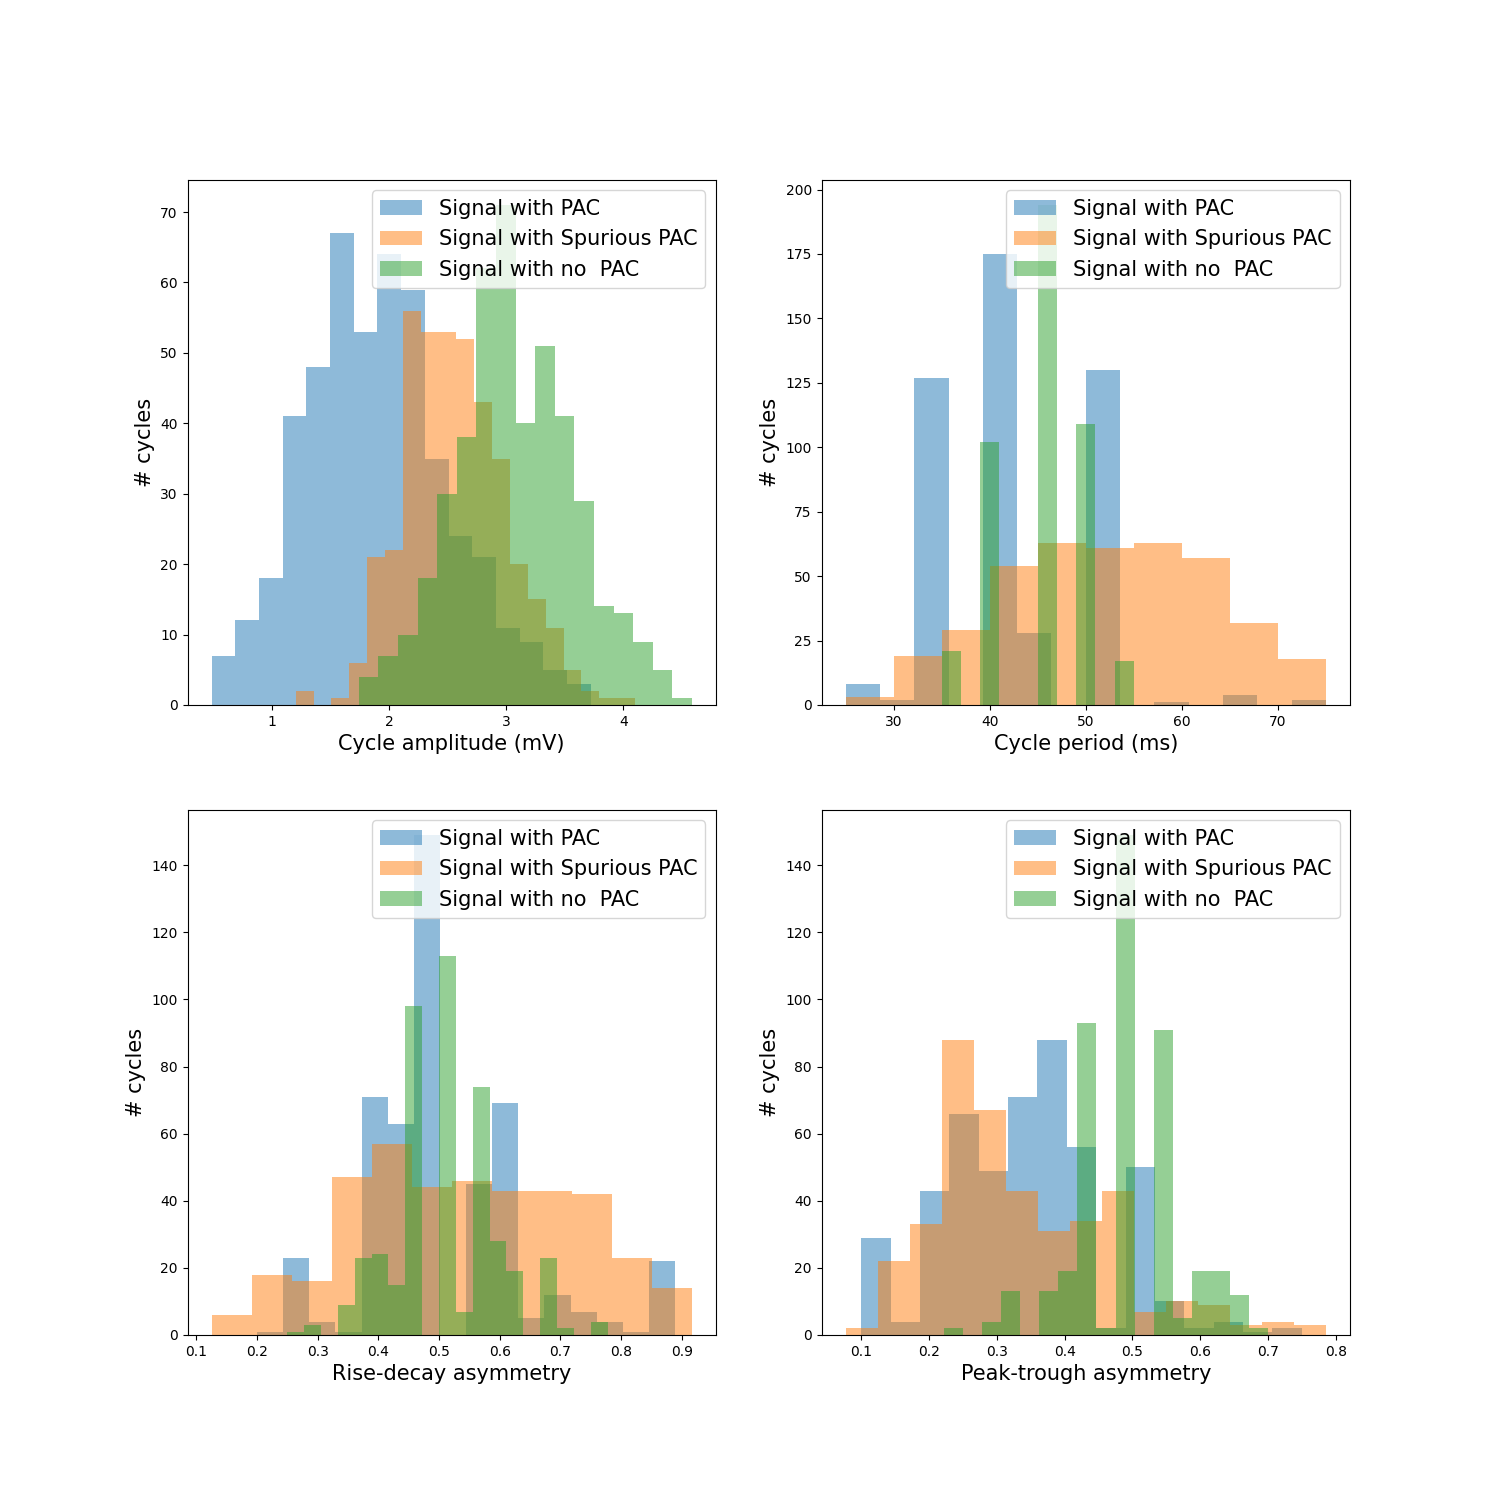 Signal with PAC
Signal with Spurious PAC
Signal with no  PAC
70
60
50
40
30
20
10
0
# cycles
1 2 3 4
Cycle amplitude (mV)
Signal with PAC
Signal with Spurious PAC
Signal with no  PAC
200
175
150
125
100
75
50
25
0
# cycles
30 40 50 60 70
Cycle period (ms)
Signal with PAC
Signal with Spurious PAC
Signal with no  PAC
140
120
100
80
60
40
20
0
# cycles
0.1 0.2 0.3 0.4 0.5 0.6 0.7 0.8 0.9
Rise-decay asymmetry
Signal with PAC
Signal with Spurious PAC
Signal with no  PAC
140
120
100
80
60
40
20
0
# cycles
0.1 0.2 0.3 0.4 0.5 0.6 0.7 0.8
Peak-trough asymmetry